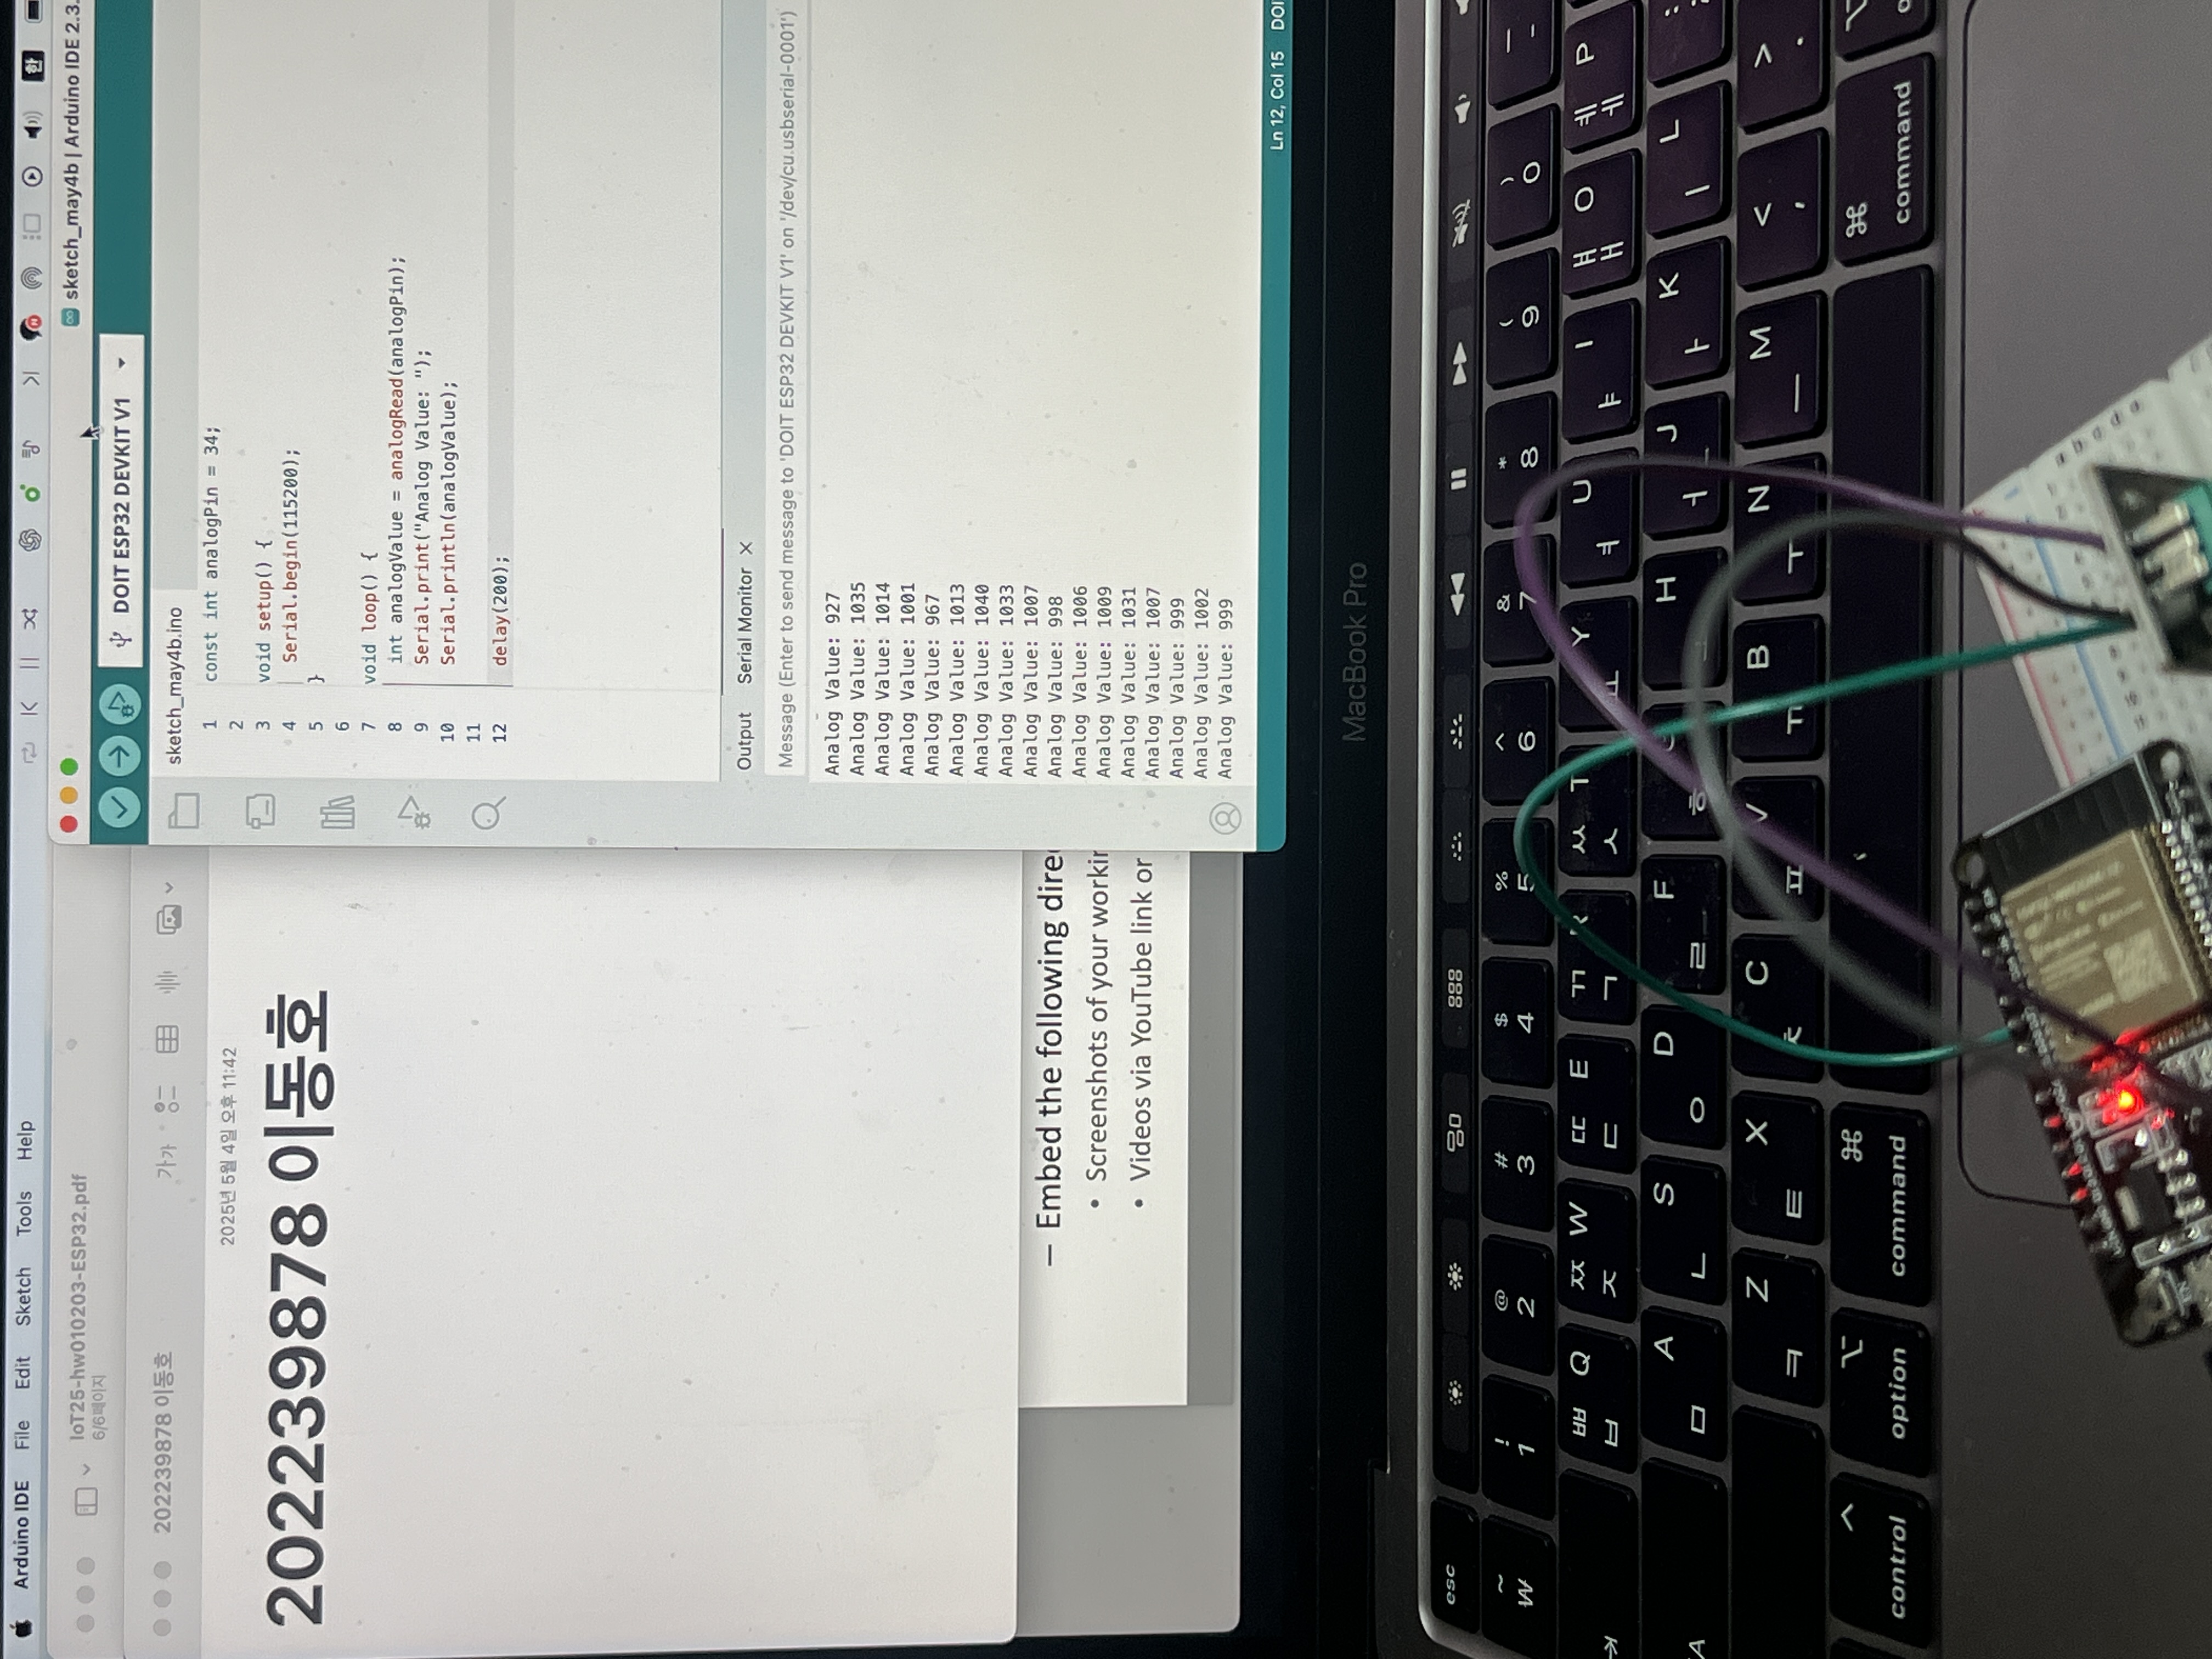 Arduino IDE File Edit Sketch Tools Help
한
IoT25-hw010203-ESP32.pdf
6/6페이지
202239878 이동호
가가
2025년 5월 4일 오후 11:42
202239878 이동호
– Embed the following
• Screenshots of your
• Videos via YouTube link or
sketch_may4b | Arduino IDE 2.3.
DOIT ESP32 DEVKIT V1
sketch_may4b.ino
1 const int analogPin = 34;
2
3 void setup() {
4 Serial.begin(115200);
5 }
6
7 void loop() {
8 int analogValue = analogRead(analogPin);
9 Serial.print("Analog Value: ");
10 Serial.println(analogValue);
11
12 delay(200);
Output Serial Monitor ×
Message (Enter to send message to 'DOIT ESP32 DEVKIT V1' on '/dev/cu.usbserial-0001')
Analog Value: 927
Analog Value: 1035
Analog Value: 1014
Analog Value: 1001
Analog Value: 967
Analog Value: 1013
Analog Value: 1040
Analog Value: 1033
Analog Value: 1007
Analog Value: 998
Analog Value: 1006
Analog Value: 1009
Analog Value: 1031
Analog Value: 1007
Analog Value: 999
Analog Value: 1002
Analog Value: 999
Ln 12, Col 15 DOI
MacBook Pro
esc
~ ! @ # $ % ^ & * ( ) —
₩ 1 2 3 4 5 6 7 8 9 0 -
ㅃ Q ㅉ W ㄸ E ㄲ ㅆ T Y U I ㅒ O ㅖ P
ㅂ ㅈ ㄷ ㄱ ㅅ ㅛ ㅕ ㅑ ㅐ ㅔ
A S D F H J K L :
ㅁ ㄴ ㅇ ㄹ ㅎ ㅓ ㅏ ㅣ ;
Z X C V B N M < >
ㅋ ㅌ ㅊ ㅍ ㅠ ㅜ ㅡ , .
^ ⌥ ⌘ ⌘
control option command command